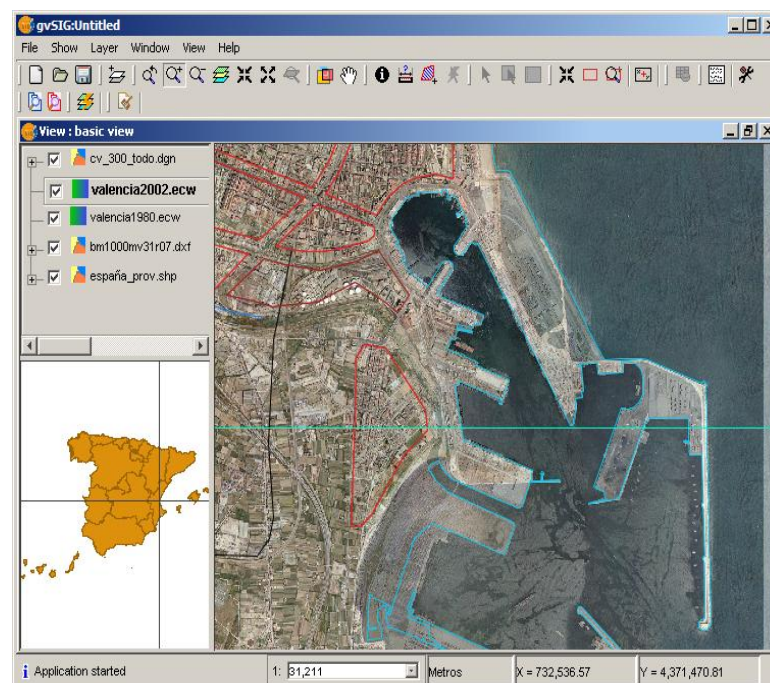 gvSIG:Untitled
File Show Layer Window View Help
View : basic view
cv_300_todo.dgn
valencia2002.ecw
valencia1980.ecw
bm1000mv31r07.dxf
españa_prov.shp
Application started 1: 31,211 Metros X = 732,536.57 Y = 4,371,470.81